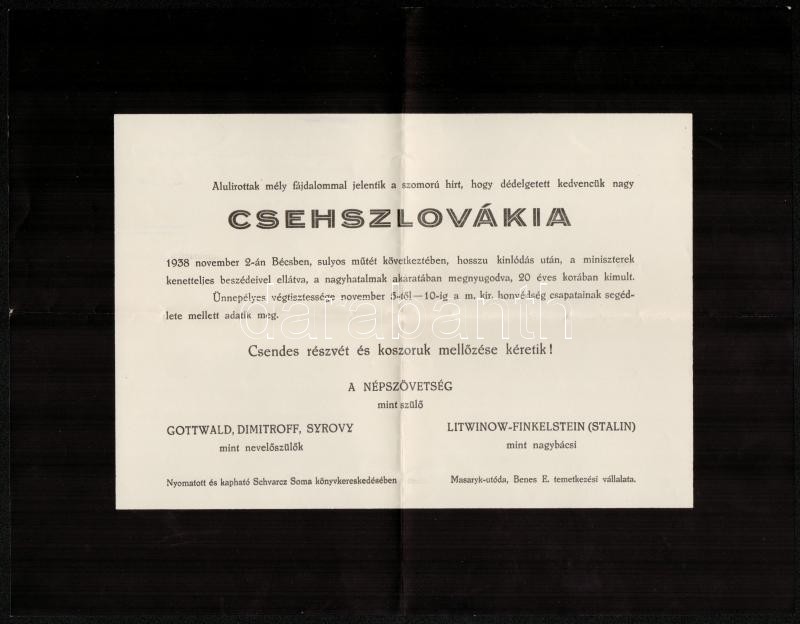 Alulirottak mély fájdalommal jelentik a szomorú hirt, hogy dédelgetett kedvencük nagy
CSEHSZLOVÁKIA
1938 november 2-án Bécsben, sulyos műtét következtében, hosszu kinlódás után, a miniszterek
kenetteljes beszédeivel ellátva, a nagyhatalmak akaratában megnyugodva, 20 éves korában kimult.
Ünnepélyes végtisztessége november 5-től—10-ig a m. kir. honvédség csapatainak segéd-
lete mellett adatik meg.
darabanth
Csendes részvét és koszoruk mellőzése kéretik!
A NÉPSZÖVETSÉG
mint szülő
GOTTWALD, DIMITROFF, SYROVY
mint nevelőszülők
LITWINOW-FINKELSTEIN (STALIN)
mint nagybácsi
Nyomatott és kapható Schvarcz Soma könyvkereskedésében
Masaryk-utóda, Benes E. temetkezési vállalata.